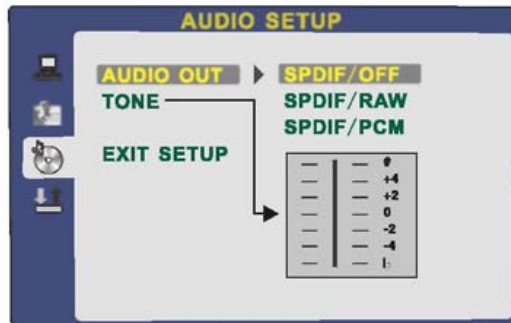 AUDIO SETUP
AUDIO OUT SPDIF/OFF
TONE SPDIF/RAW
SPDIF/PCM
EXIT SETUP
+4
+2
0
-2
-4